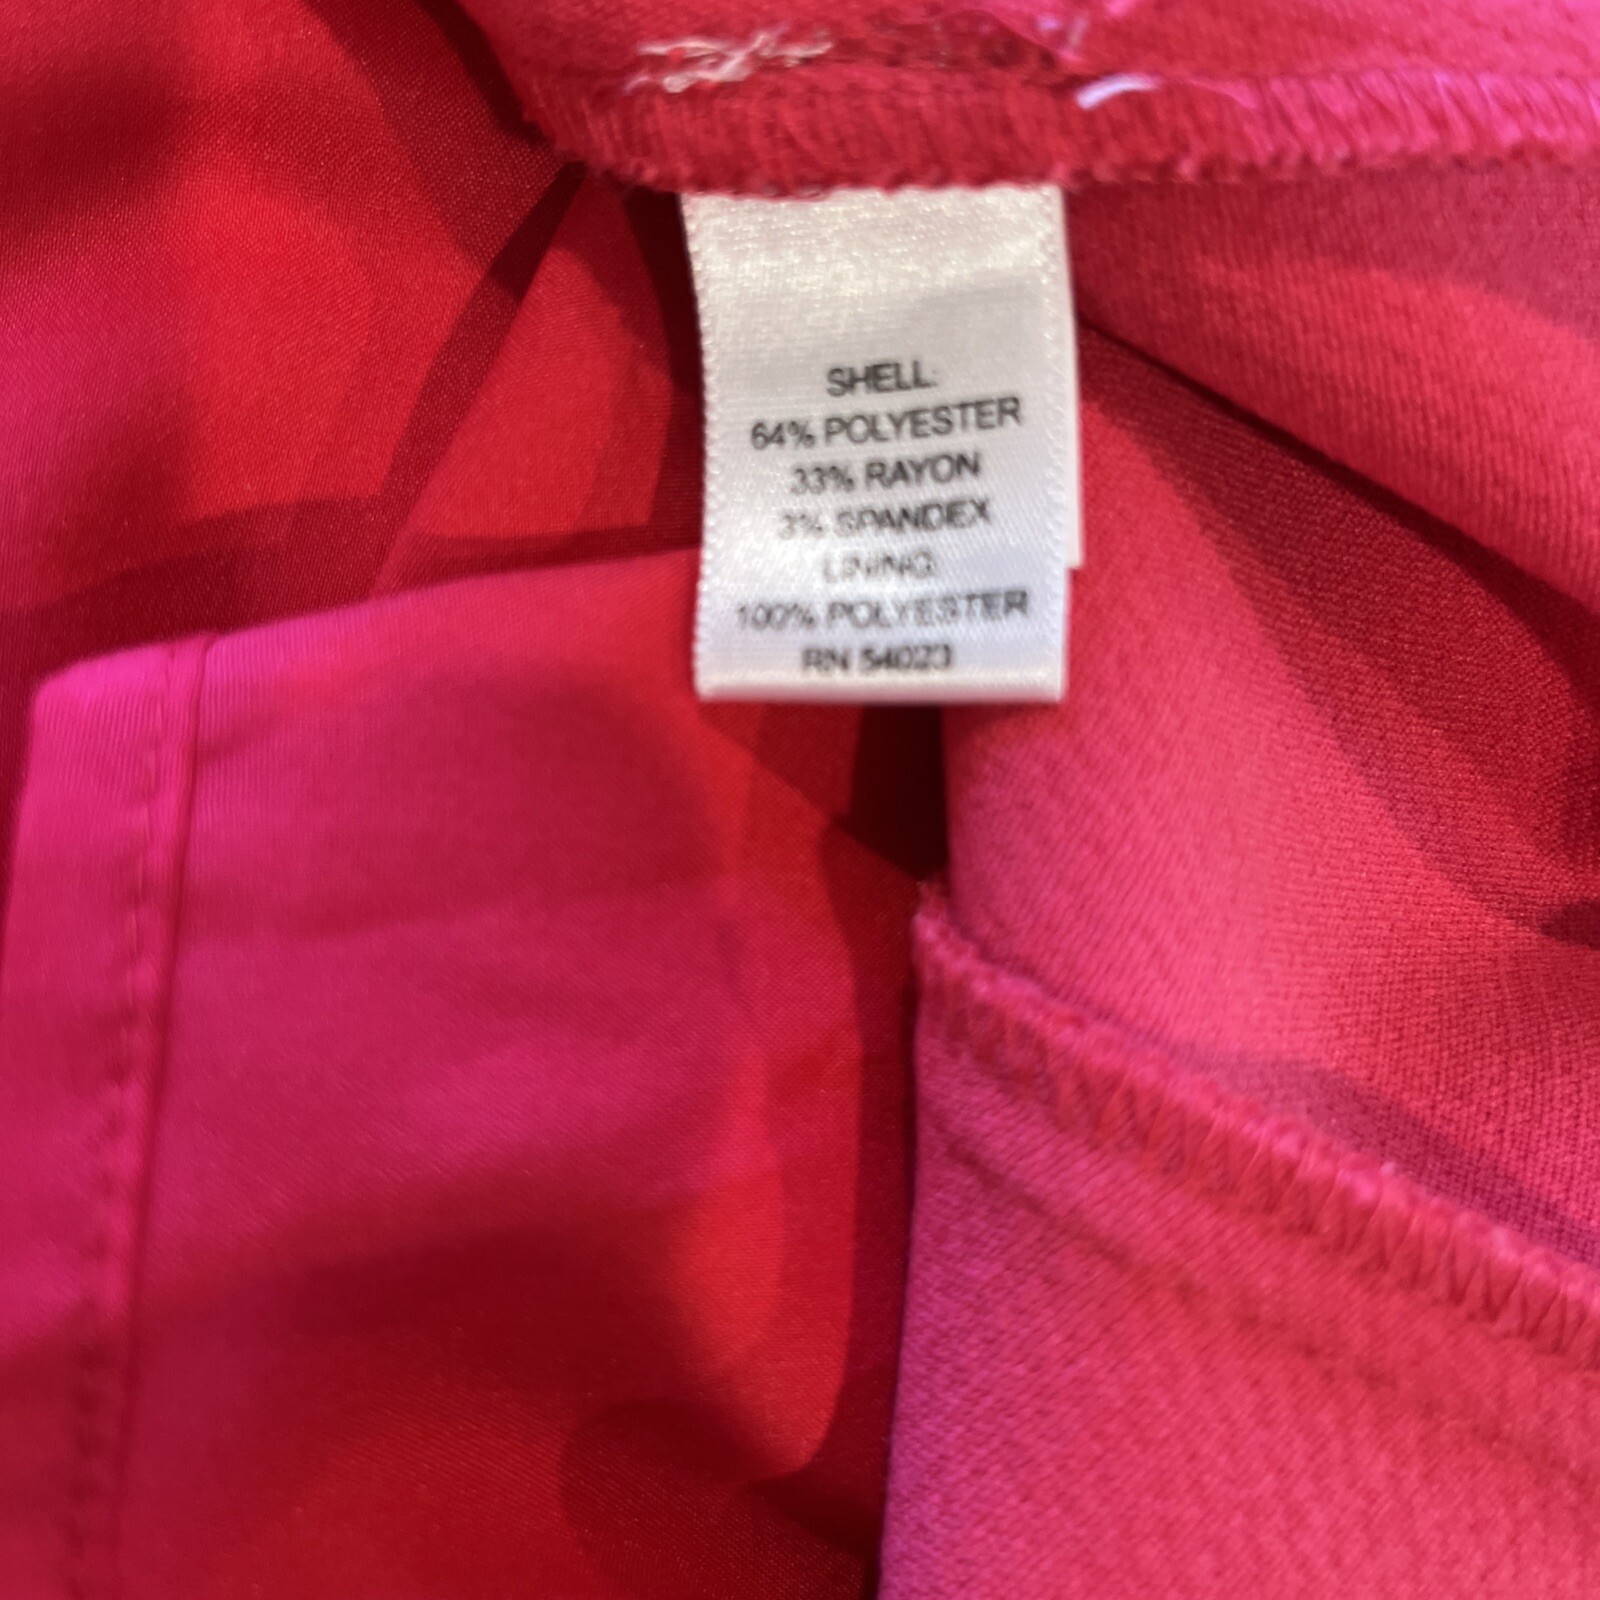 SHELL:
64% POLYESTER
33% RAYON
3% SPANDEX
LINING:
100% POLYESTER
RN 54023